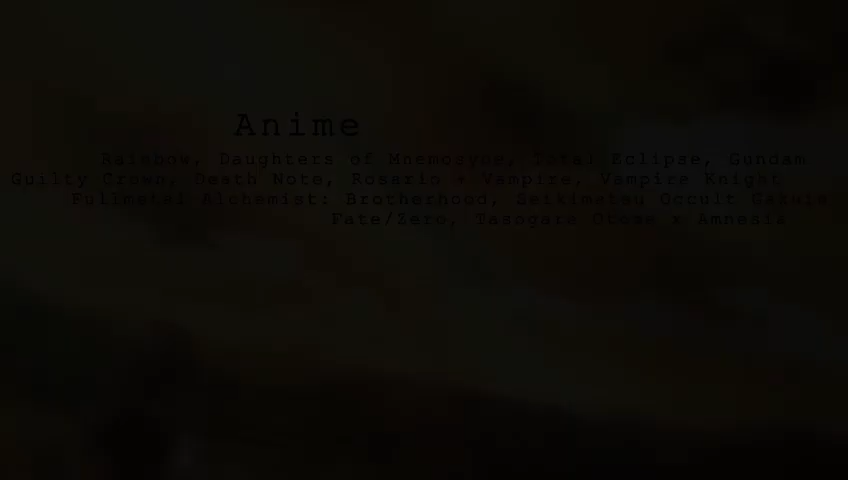 Anime
Rainbow, Daughters of Mnemosyne, Total Eclipse, Gundam
Guilty Crown, Death Note, Rosario + Vampire, Vampire Knight
Fullmetal Alchemist: Brotherhood, Seikimatsu Occult Gakuin
Fate/Zero, Tasogare Otome x Amnesia